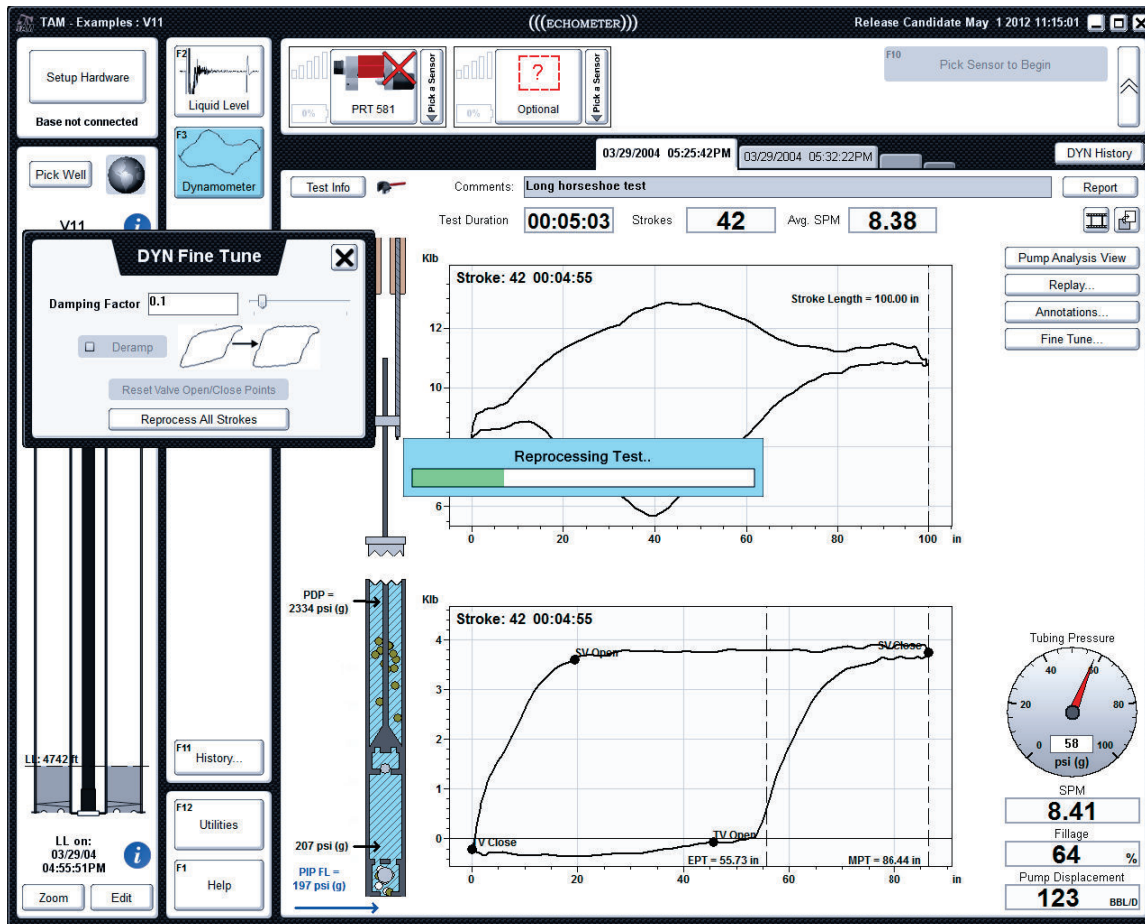 TAM - Examples : V11
(((ECHOMETER)))
Release Candidate May 1 2012 11:15:01
Setup Hardware
Base not connected
F2
Liquid Level
F3
Dynamometer
0%
PRT 581
Pick a Sensor
0%
?
Optional
Pick a Sensor
F10
Pick Sensor to Begin
03/29/2004 05:25:42PM
03/29/2004 05:32:22PM
DYN History
Pick Well
V11
i
Test Info
Comments:
Long horseshoe test
Report
Test Duration
00:05:03
Strokes
42
Avg. SPM
8.38
DYN Fine Tune
Damping Factor
0.1
Deramp
Reset Valve Open/Close Points
Reprocess All Strokes
Klb
Stroke: 42 00:04:55
Stroke Length = 100.00 in
12
10
8
6
0
20
40
60
80
100
in
Reprocessing Test..
Pump Analysis View
Replay...
Annotations...
Fine Tune...
PDP =
2334 psi (g)
207 psi (g)
PIP FL =
197 psi (g)
Klb
Stroke: 42 00:04:55
4
3
2
1
0
SV Open
SV Close
V Close
TV Open
EPT = 55.73 in
MPT = 86.44 in
0
20
40
60
80
in
LL: 4742 ft
LL on:
03/29/04
04:55:51PM
i
Zoom
Edit
F11
History...
F12
Utilities
F1
Help
Tubing Pressure
0
20
40
60
80
100
58
psi (g)
SPM
8.41
Fillage
64
%
Pump Displacement
123
BBL/D